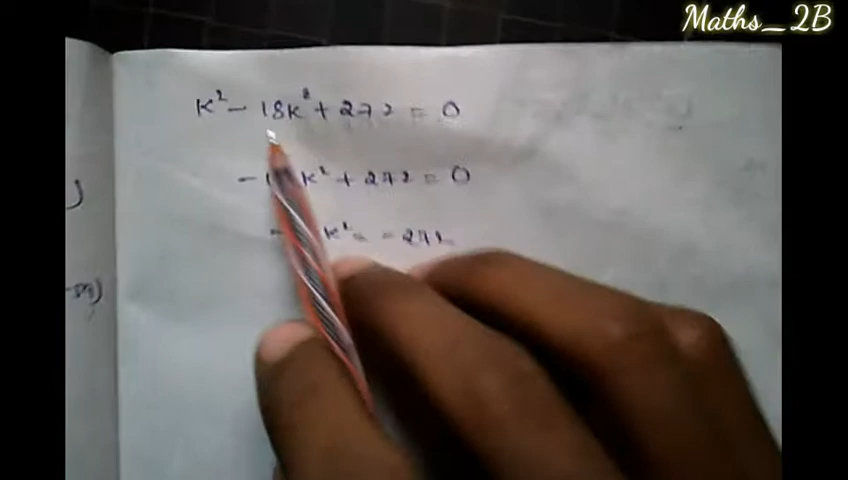 Maths_2B
K² - 18K² + 272 = 0
K² + 272 = 0
K² = - 272